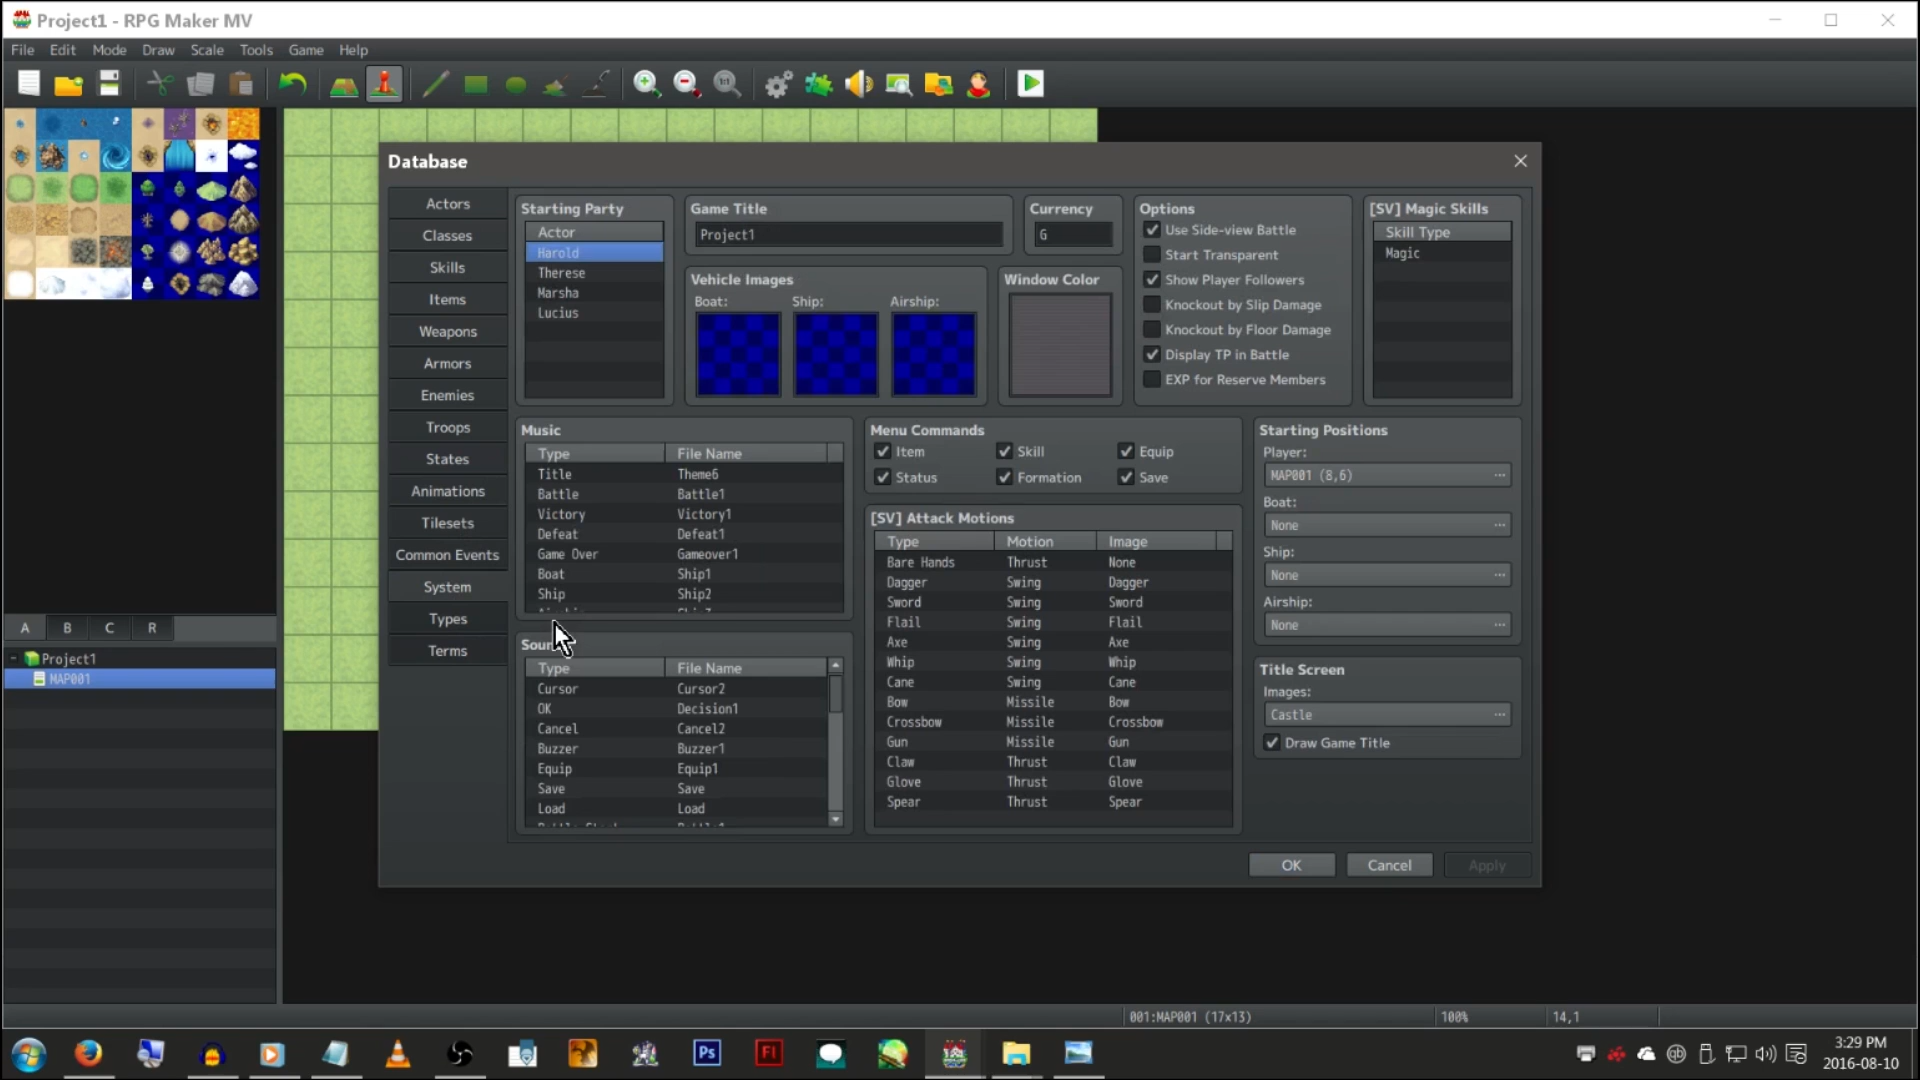 Project1 - RPG Maker MV
File Edit Mode Draw Scale Tools Game Help
Database
Actors
Classes
Skills
Items
Weapons
Armors
Enemies
Troops
States
Animations
Tilesets
Common Events
System
Types
Terms
Starting Party
Actor
Harold
Therese
Marsha
Lucius
Game Title
Project1
Currency
G
Vehicle Images
Boat: Ship: Airship:
Window Color
Options
Use Side-view Battle
Start Transparent
Show Player Followers
Knockout by Slip Damage
Knockout by Floor Damage
Display TP in Battle
EXP for Reserve Members
[SV] Magic Skills
Skill Type
Magic
Music
Type File Name
Title Theme6
Battle Battle1
Victory Victory1
Defeat Defeat1
Game Over Gameover1
Boat Ship1
Ship Ship2
Type File Name
Cursor Cursor2
OK Decision1
Cancel Cancel2
Buzzer Buzzer1
Equip Equip1
Save Save
Load Load
Menu Commands
Item Skill Equip
Status Formation Save
[SV] Attack Motions
Type Motion Image
Bare Hands Thrust None
Dagger Swing Dagger
Sword Swing Sword
Flail Swing Flail
Axe Swing Axe
Whip Swing Whip
Cane Swing Cane
Bow Missile Bow
Crossbow Missile Crossbow
Gun Missile Gun
Claw Thrust Claw
Glove Thrust Glove
Spear Thrust Spear
Starting Positions
Player:
MAP001 (8,6) ...
Boat:
None ...
Ship:
None ...
Airship:
None ...
Title Screen
Images:
Castle ...
Draw Game Title
OK Cancel Apply
A B C R
Project1
MAP001
001:MAP001 (17x13) 100% 14,1
Ps
Fl
gb
3:29 PM
2016-08-10